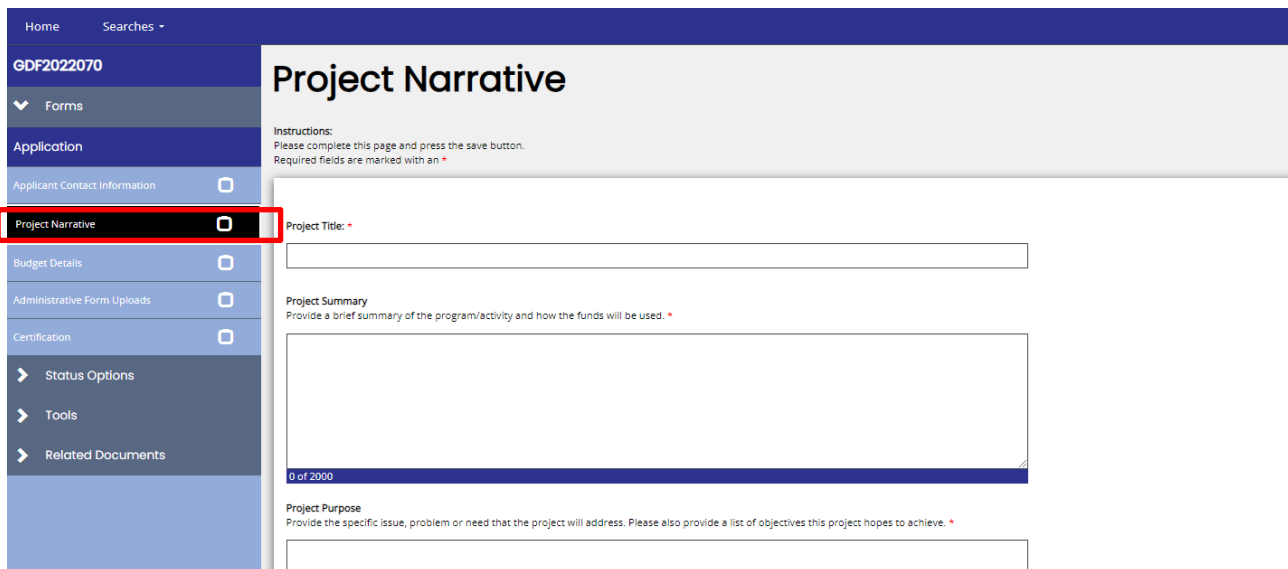 Home Searches
GDF2022070
Forms
Application
Applicant Contact Information
Project Narrative
Budget Details
Administrative Form Uploads
Certification
Status Options
Tools
Related Documents
Project Narrative
Instructions:
Please complete this page and press the save button.
Required fields are marked with an *
Project Title: *
Project Summary
Provide a brief summary of the program/activity and how the funds will be used. *
0 of 2000
Project Purpose
Provide the specific issue, problem or need that the project will address. Please also provide a list of objectives this project hopes to achieve. *